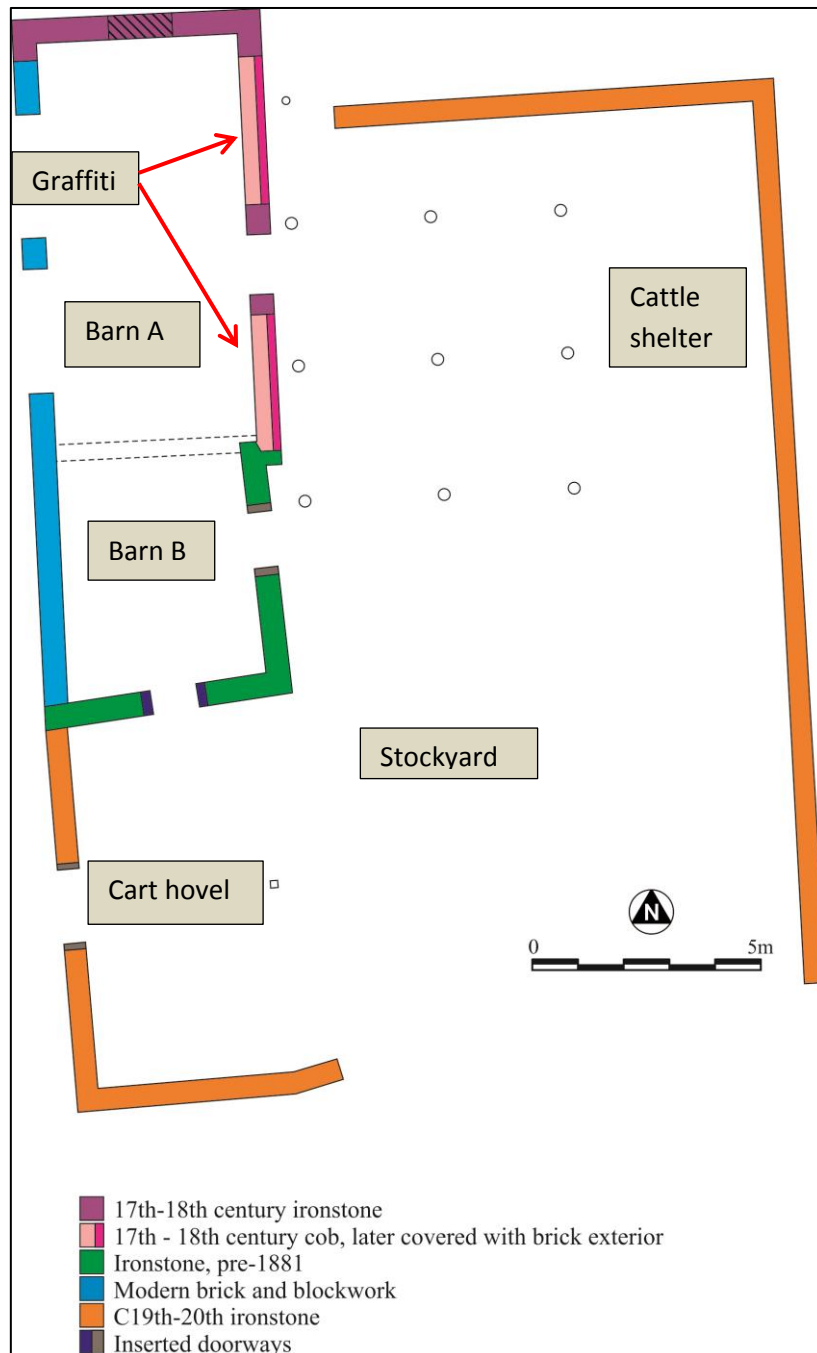 Graffiti
Barn A
Cattle
shelter
Barn B
Stockyard
Cart hovel
N
0 5m
17th-18th century ironstone
17th - 18th century cob, later covered with brick exterior
Ironstone, pre-1881
Modern brick and blockwork
C19th-20th ironstone
Inserted doorways